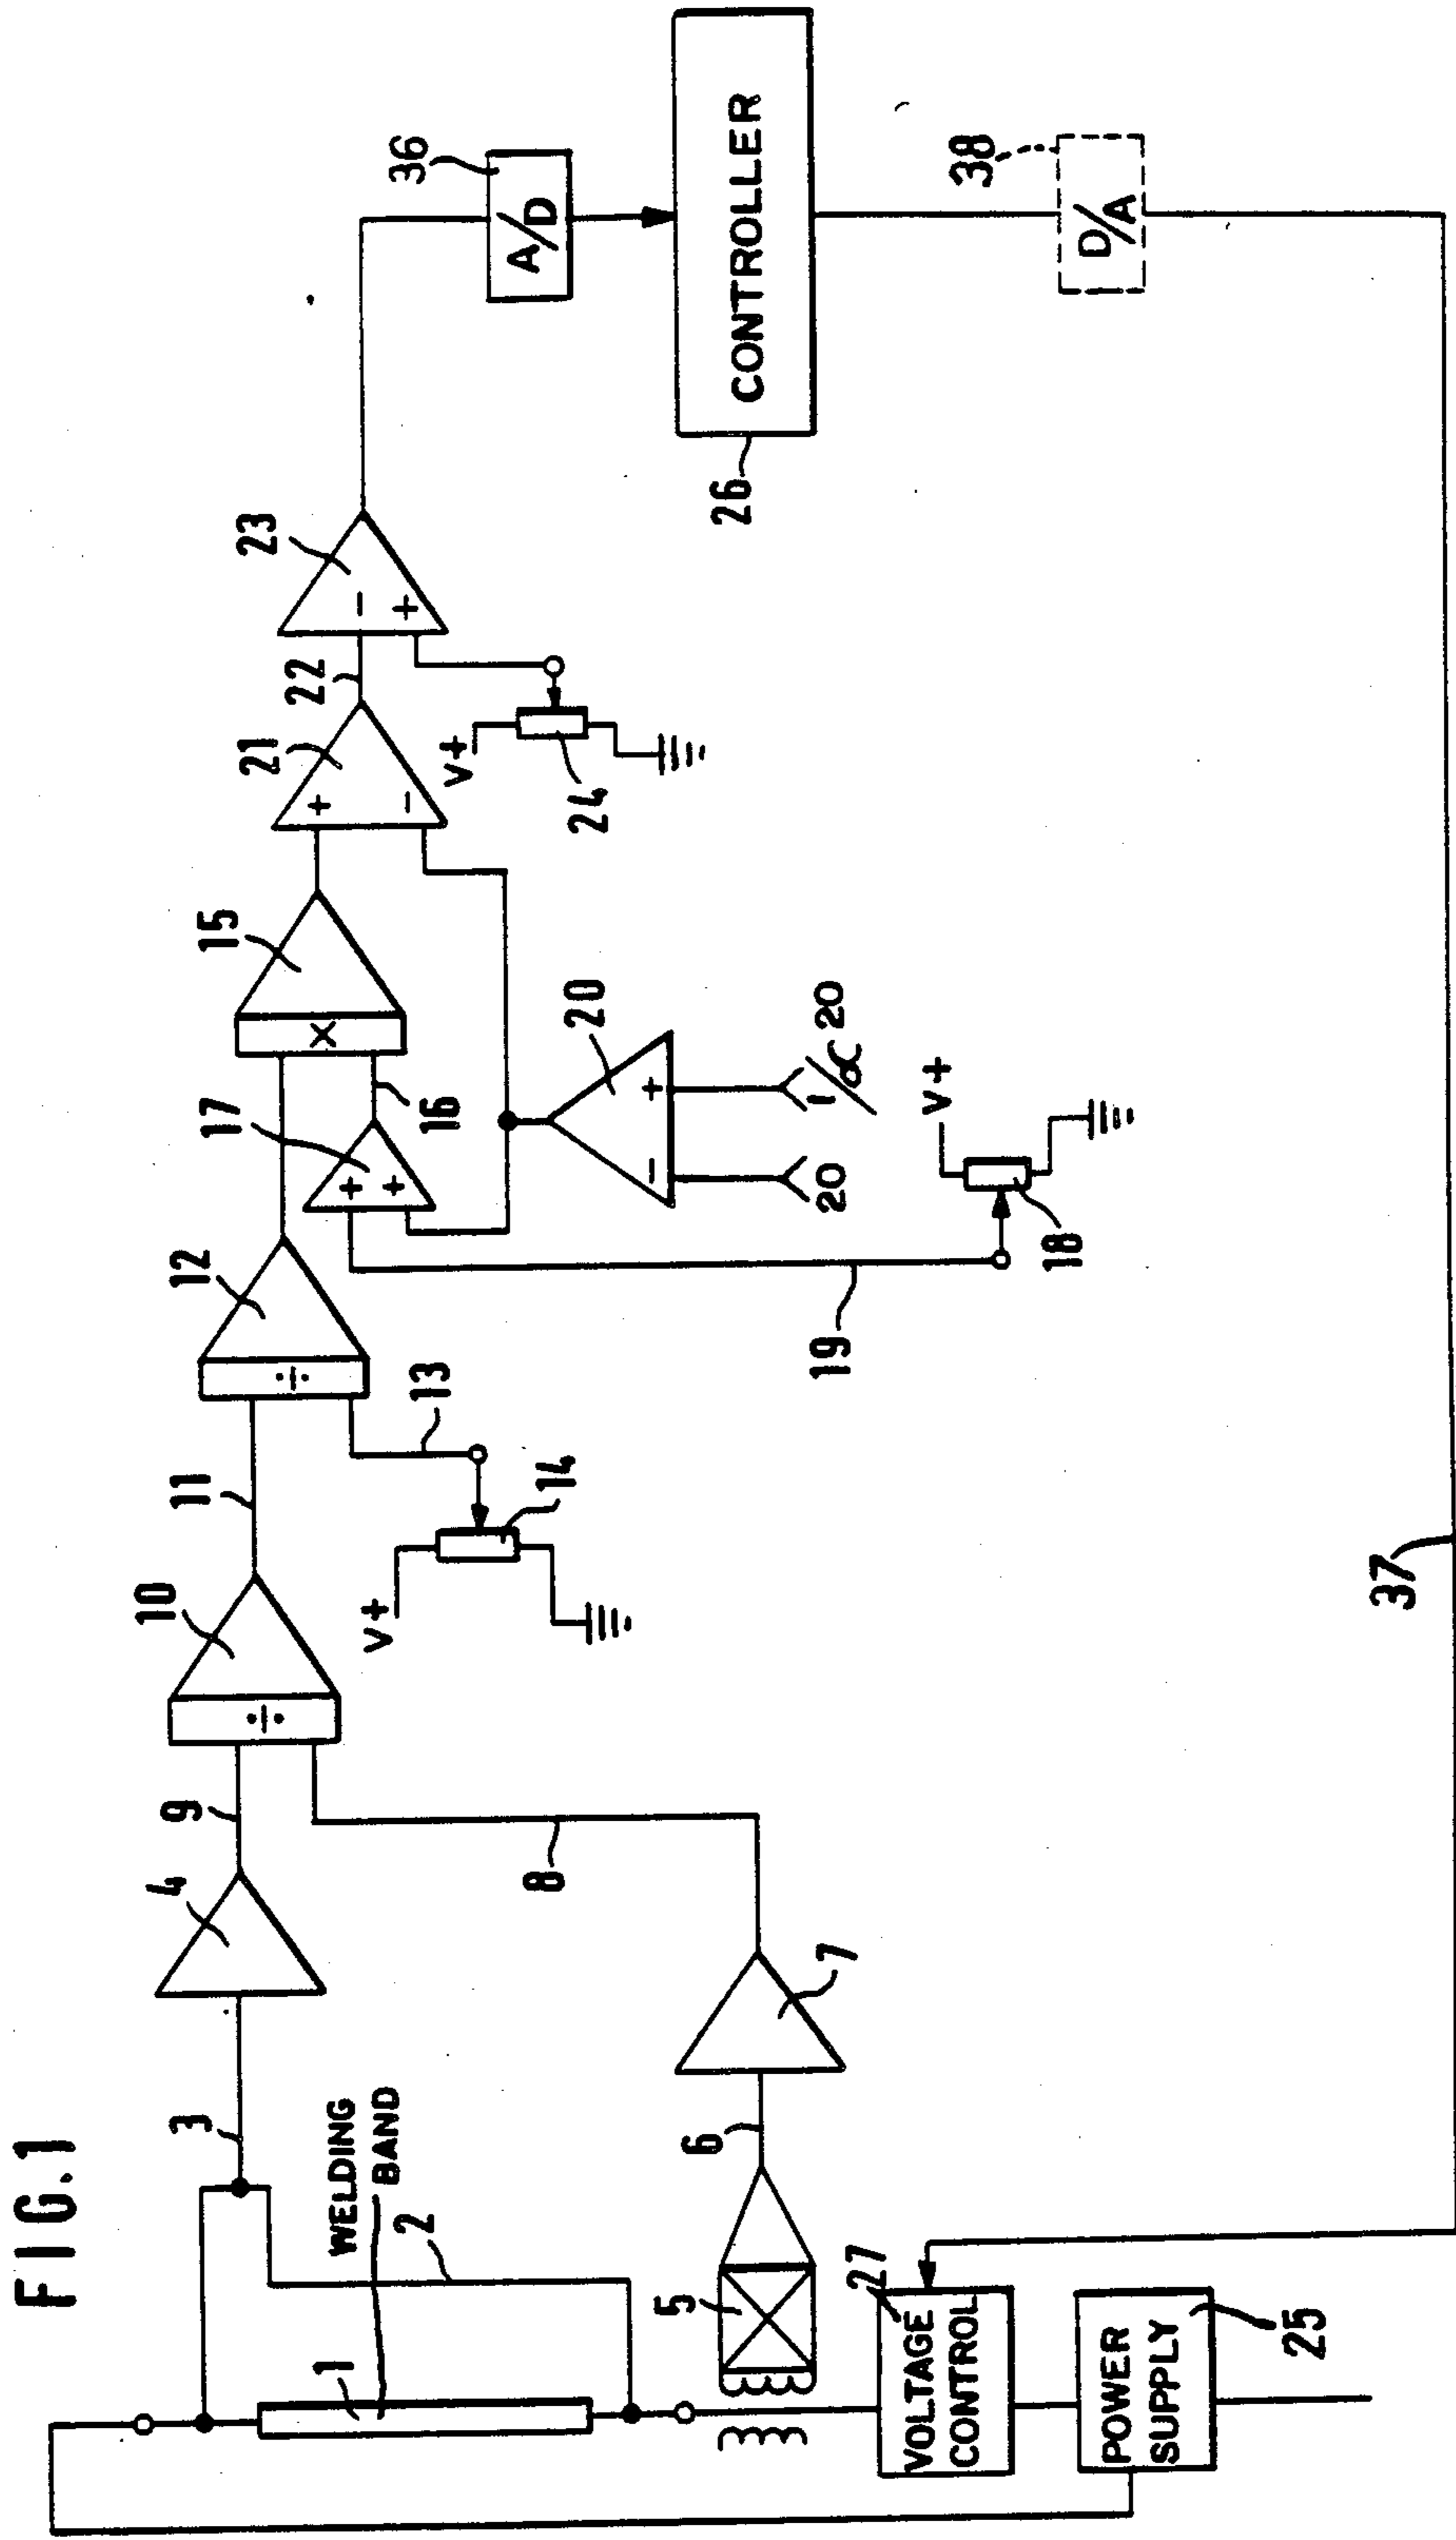 FIG.1
1
WELDING
BAND
2
3
4
5
6
7
8
9
10
÷
11
12
÷
13
14
V+
15
X
16
17
+
+
18
V+
19
20
-
+
20
1/α 20
21
+
-
22
23
-
+
24
V+
36
A/D
CONTROLLER
26
38
D/A
37
27
VOLTAGE
CONTROL
POWER
SUPPLY
25